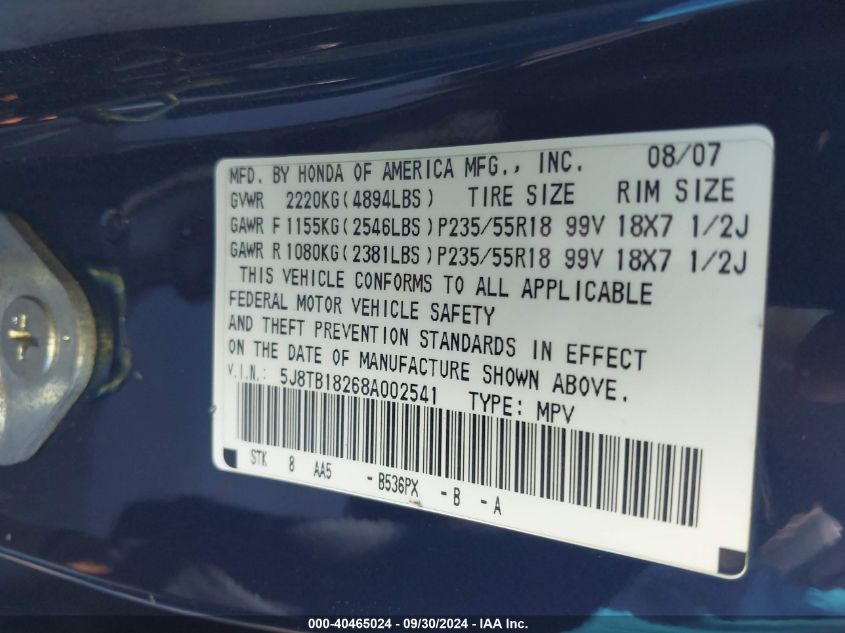 MFD. BY HONDA OF AMERICA MFG., INC. 08/07
GVWR 2220KG(4894LBS) TIRE SIZE RIM SIZE
GAWR F 1155KG(2546LBS)P235/55R18 99V 18X7 1/2J
GAWR R 1080KG(2381LBS)P235/55R18 99V 18X7 1/2J
THIS VEHICLE CONFORMS TO ALL APPLICABLE
FEDERAL MOTOR VEHICLE SAFETY
AND THEFT PREVENTION STANDARDS IN EFFECT
ON THE DATE OF MANUFACTURE SHOWN ABOVE.
V.I.N.: 5J8TB18268A002541 TYPE: MPV
STK 8 AA5 - B536PX - B - A
000-40465024 - 09/30/2024 - IAA Inc.